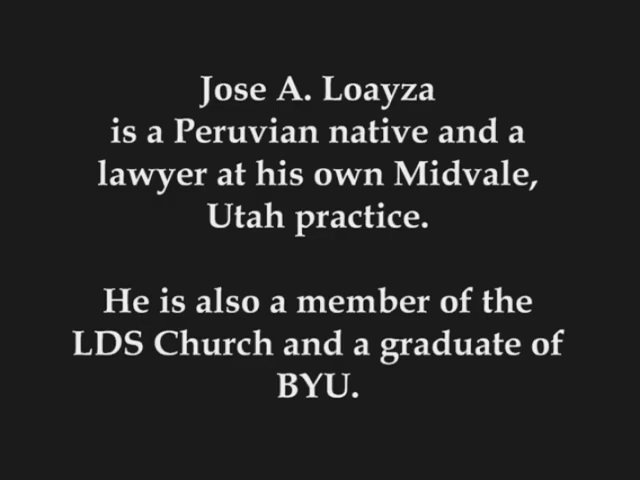 Jose A. Loayza
is a Peruvian native and a
lawyer at his own Midvale,
Utah practice.
He is also a member of the
LDS Church and a graduate of
BYU.